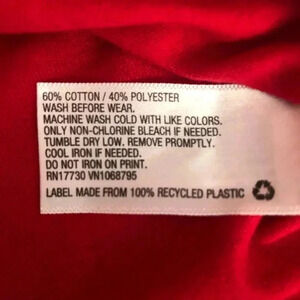 60% COTTON / 40% POLYESTER
WASH BEFORE WEAR.
MACHINE WASH COLD WITH LIKE COLORS.
ONLY NON-CHLORINE BLEACH IF NEEDED.
TUMBLE DRY LOW. REMOVE PROMPTLY.
COOL IRON IF NEEDED.
DO NOT IRON ON PRINT.
RN17730 VN1068795
LABEL MADE FROM 100% RECYCLED PLASTIC